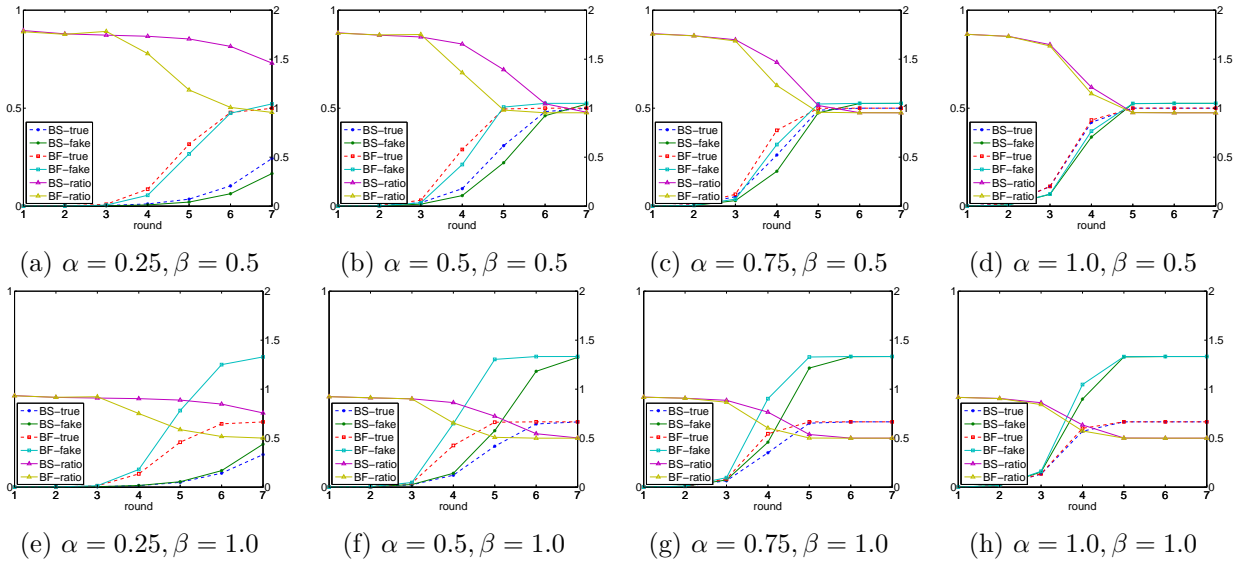 1 2
1.5
0.5 1
BS-true
BS-fake
BF-true
BF-fake
BS-ratio
BF-ratio
0.5
0 0
1 2 3 4 5 6 7
round
(a) α = 0.25, β = 0.5
1 2
1.5
0.5 1
BS-true
BS-fake
BF-true
BF-fake
BS-ratio
BF-ratio
0.5
0 0
1 2 3 4 5 6 7
round
(b) α = 0.5, β = 0.5
1 2
1.5
0.5 1
BS-true
BS-fake
BF-true
BF-fake
BS-ratio
BF-ratio
0.5
0 0
1 2 3 4 5 6 7
round
(c) α = 0.75, β = 0.5
1 2
1.5
0.5 1
BS-true
BS-fake
BF-true
BF-fake
BS-ratio
BF-ratio
0.5
0 0
1 2 3 4 5 6 7
round
(d) α = 1.0, β = 0.5
1 2
1.5
0.5 1
BS-true
BS-fake
BF-true
BF-fake
BS-ratio
BF-ratio
0.5
0 0
1 2 3 4 5 6 7
round
(e) α = 0.25, β = 1.0
1 2
1.5
0.5 1
BS-true
BS-fake
BF-true
BF-fake
BS-ratio
BF-ratio
0.5
0 0
1 2 3 4 5 6 7
round
(f) α = 0.5, β = 1.0
1 2
1.5
0.5 1
BS-true
BS-fake
BF-true
BF-fake
BS-ratio
BF-ratio
0.5
0 0
1 2 3 4 5 6 7
round
(g) α = 0.75, β = 1.0
1 2
1.5
0.5 1
BS-true
BS-fake
BF-true
BF-fake
BS-ratio
BF-ratio
0.5
0 0
1 2 3 4 5 6 7
round
(h) α = 1.0, β = 1.0